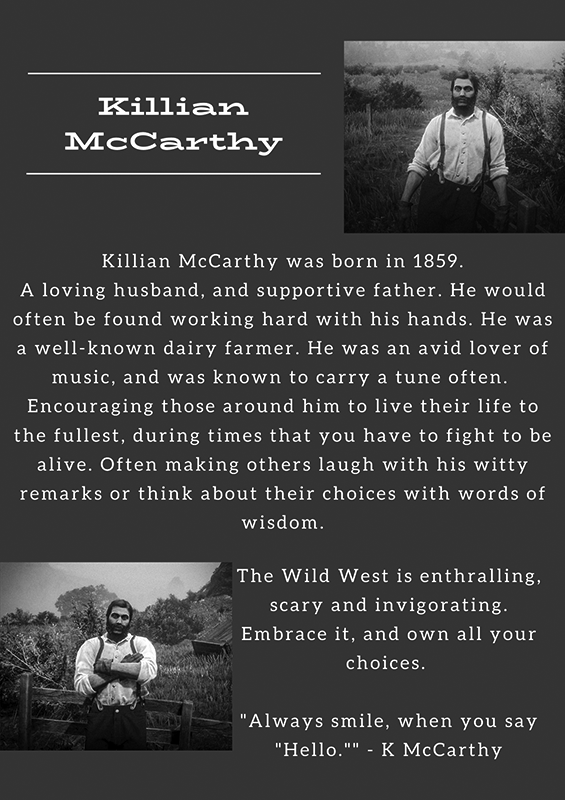 Killian
McCarthy
Killian McCarthy was born in 1859.
A loving husband, and supportive father. He would
often be found working hard with his hands. He was
a well-known dairy farmer. He was an avid lover of
music, and was known to carry a tune often.
Encouraging those around him to live their life to
the fullest, during times that you have to fight to be
alive. Often making others laugh with his witty
remarks or think about their choices with words of
wisdom.
The Wild West is enthralling,
scary and invigorating.
Embrace it, and own all your
choices.
"Always smile, when you say
"Hello."" - K McCarthy